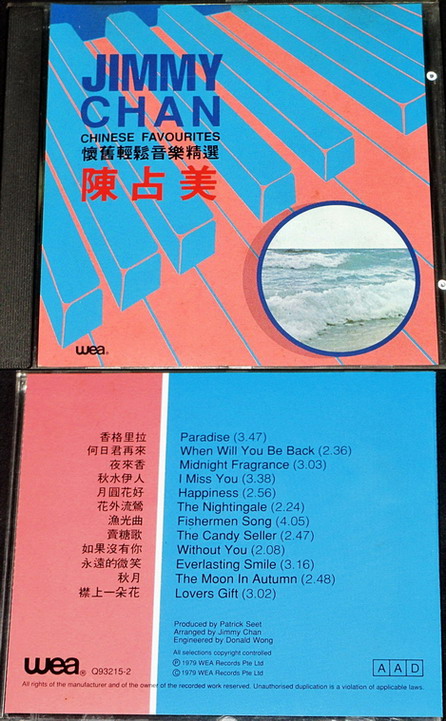 JIMMY
CHAN
CHINESE FAVOURITES
懷舊輕鬆音樂精選
陳占美
wea®
香格里拉 Paradise (3.47)
何日君再來 When Will You Be Back (2.36)
夜來香 Midnight Fragrance (3.03)
秋水伊人 I Miss You (3.38)
月圓花好 Happiness (2.56)
花外流鶯 The Nightingale (2.24)
漁光曲 Fishermen Song (4.05)
賣糖歌 The Candy Seller (2.47)
如果沒有你 Without You (2.08)
永遠的微笑 Everlasting Smile (3.16)
秋月 The Moon In Autumn (2.48)
襟上一朵花 Lovers Gift (3.02)
Produced by Patrick Seet
Arranged by Jimmy Chan
Engineered by Donald Wong
All selections copyright controlled
℗ 1979 WEA Records Pte Ltd
© 1979 WEA Records Pte Ltd
wea® Q93215-2
AAD
All rights of the manufacturer and of the owner of the recorded work reserved. Unauthorised duplication is a violation of applicable laws.